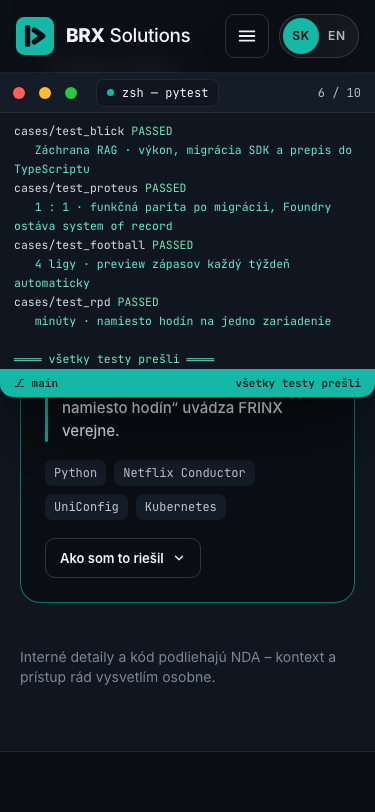 BRX Solutions
SK EN
zsh — pytest 6 / 10
cases/test_blick PASSED
Záchrana RAG · výkon, migrácia SDK a prepis do
TypeScriptu
cases/test_proteus PASSED
1 : 1 · funkčná parita po migrácii, Foundry
ostáva system of record
cases/test_football PASSED
4 ligy · preview zápasov každý týždeň
automaticky
cases/test_rpd PASSED
minúty · namiesto hodín na jedno zariadenie
════ všetky testy prešli ════
⎇ main všetky testy prešli
namiesto hodín“ uvádza FRINX
verejne.
Python Netflix Conductor
UniConfig Kubernetes
Ako som to riešil
Interné detaily a kód podliehajú NDA – kontext a
prístup rád vysvetlím osobne.